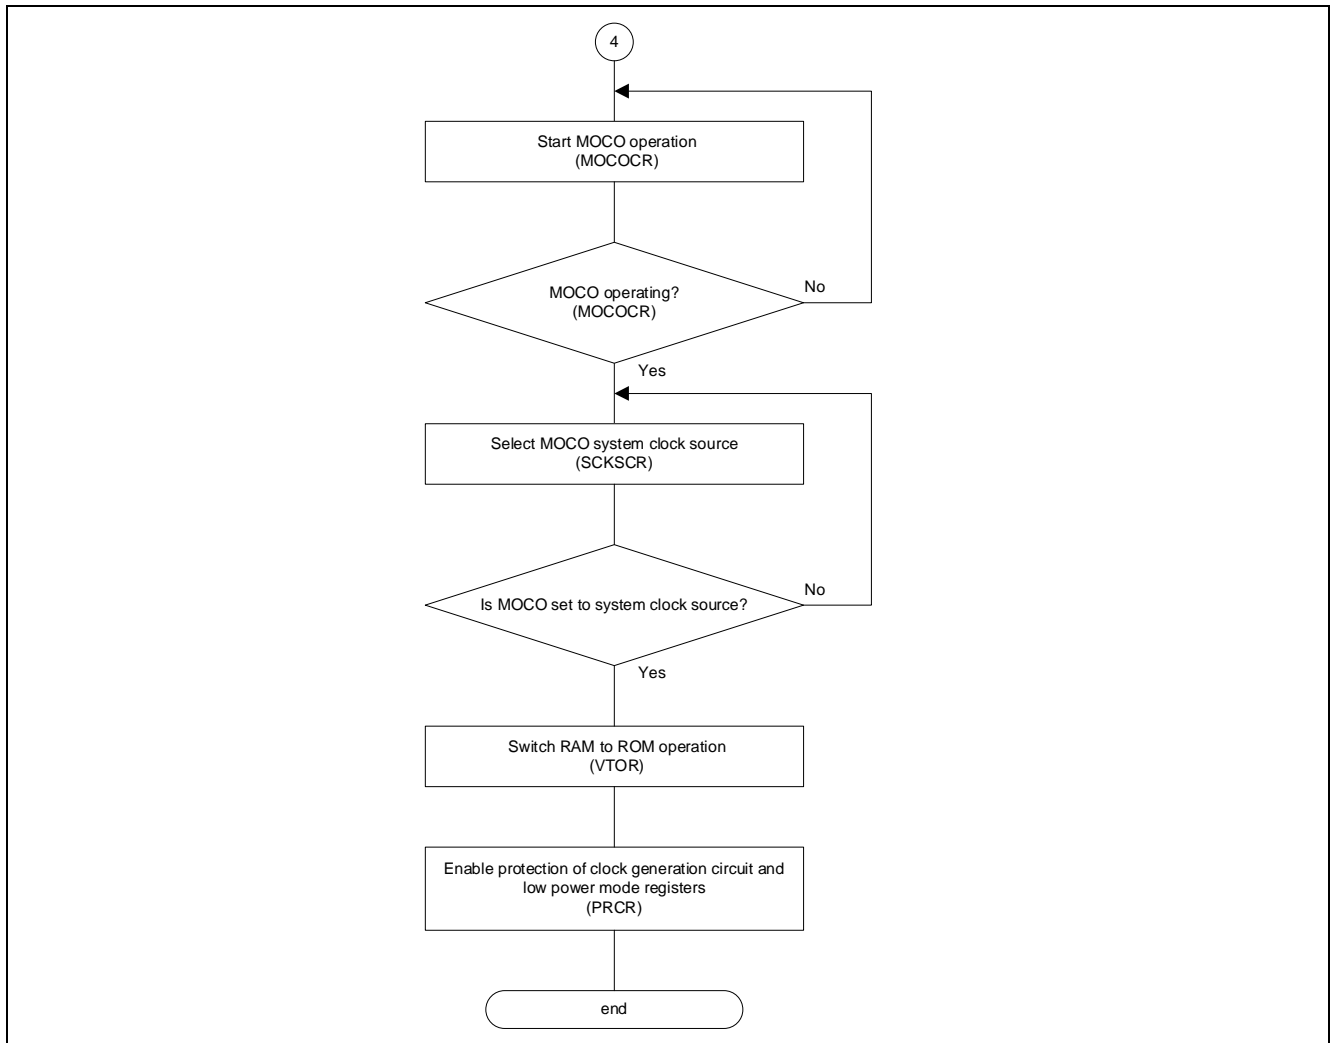 4
Start MOCO operation
(MOCOCR)
MOCO operating?
(MOCOCR)
No
Yes
Select MOCO system clock source
(SCKSCR)
Is MOCO set to system clock source?
No
Yes
Switch RAM to ROM operation
(VTOR)
Enable protection of clock generation circuit and
low power mode registers
(PRCR)
end